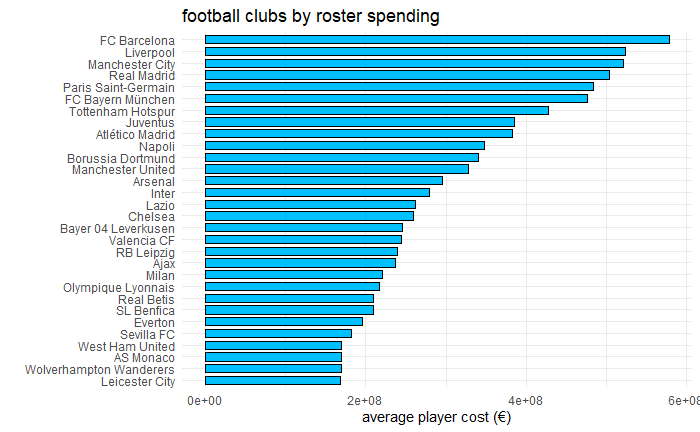 football clubs by roster spending
FC Barcelona
Liverpool
Manchester City
Real Madrid
Paris Saint-Germain
FC Bayern München
Tottenham Hotspur
Juventus
Atlético Madrid
Napoli
Borussia Dortmund
Manchester United
Arsenal
Inter
Lazio
Chelsea
Bayer 04 Leverkusen
Valencia CF
RB Leipzig
Ajax
Milan
Olympique Lyonnais
Real Betis
SL Benfica
Everton
Sevilla FC
West Ham United
AS Monaco
Wolverhampton Wanderers
Leicester City
0e+00 2e+08 4e+08 6e+08
average player cost (€)